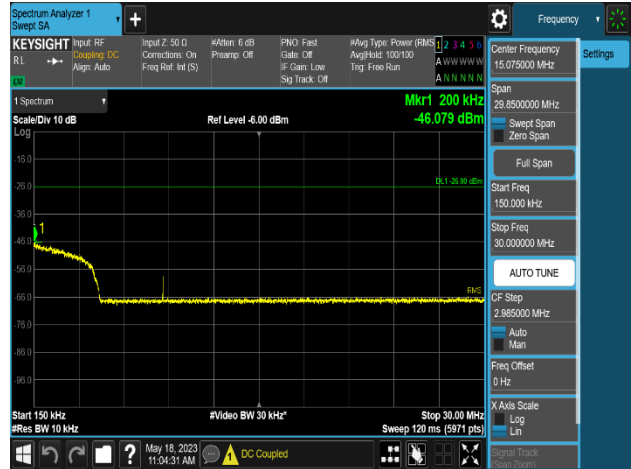 Spectrum Analyzer 1
Swept SA
Frequency
KEYSIGHT
R L
LW
Input: RF
Coupling: DC
Align: Auto
Input Z: 50 Ω
Corrections: On
Freq Ref: Int (S)
#Atten: 6 dB
Preamp: Off
PNO: Fast
Gate: Off
IF Gain: Low
Sig Track: Off
#Avg Type: Power (RMS
Avg|Hold: 100/100
Trig: Free Run
1 2 3 4 5 6
A W W W W W
A N N N N N
1 Spectrum
Scale/Div 10 dB
Ref Level -6.00 dBm
Mkr1 200 kHz
-46.079 dBm
Log
-16.0
-26.0
-36.0
-46.0
-56.0
-66.0
-76.0
-86.0
-96.0
DL1 -26.00 dBm
1
RMS
Start 150 kHz
#Video BW 30 kHz*
Stop 30.00 MHz
#Res BW 10 kHz
Sweep 120 ms (5971 pts)
Center Frequency
15.075000 MHz
Settings
Span
29.8500000 MHz
Swept Span
Zero Span
Full Span
Start Freq
150.000 kHz
Stop Freq
30.000000 MHz
AUTO TUNE
CF Step
2.985000 MHz
Auto
Man
Freq Offset
0 Hz
X Axis Scale
Log
Lin
Signal Track
(Span Zoom)
?
May 18, 2023
11:04:31 AM
DC Coupled